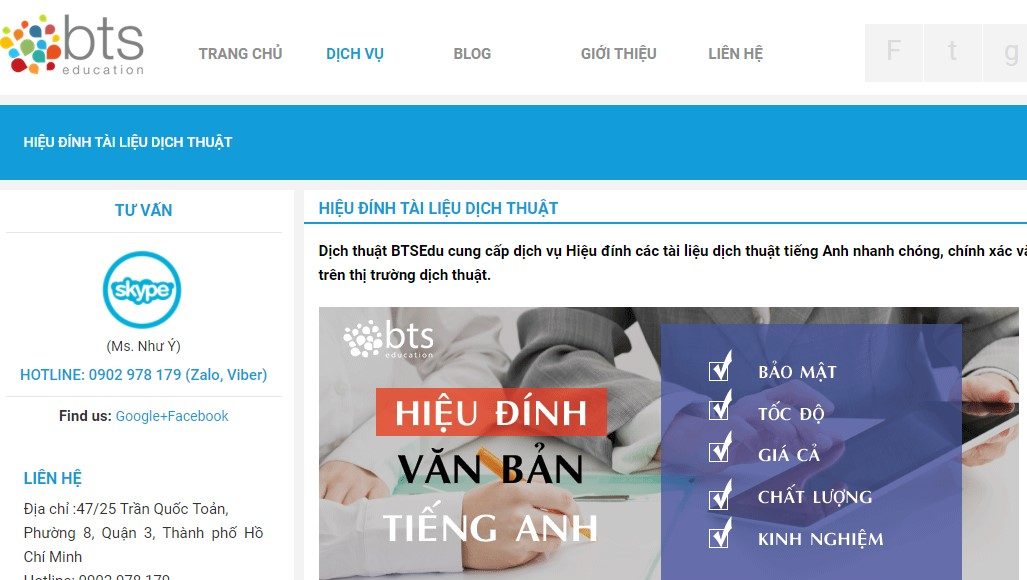 bts
education
TRANG CHỦ
DỊCH VỤ
BLOG
GIỚI THIỆU
LIÊN HỆ
F
t
g
HIỆU ĐÍNH TÀI LIỆU DỊCH THUẬT
TƯ VẤN
skype
(Ms. Như Ý)
HOTLINE: 0902 978 179 (Zalo, Viber)
Find us: Google+Facebook
LIÊN HỆ
Địa chỉ :47/25 Trần Quốc Toản,
Phường 8, Quận 3, Thành phố Hồ
Chí Minh
Hotline: 0902 978 179
HIỆU ĐÍNH TÀI LIỆU DỊCH THUẬT
Dịch thuật BTSEdu cung cấp dịch vụ Hiệu đính các tài liệu dịch thuật tiếng Anh nhanh chóng, chính xác
trên thị trường dịch thuật.
bts
education
HIỆU ĐÍNH
VĂN BẢN
TIẾNG ANH
BẢO MẬT
TỐC ĐỘ
GIÁ CẢ
CHẤT LƯỢNG
KINH NGHIỆM